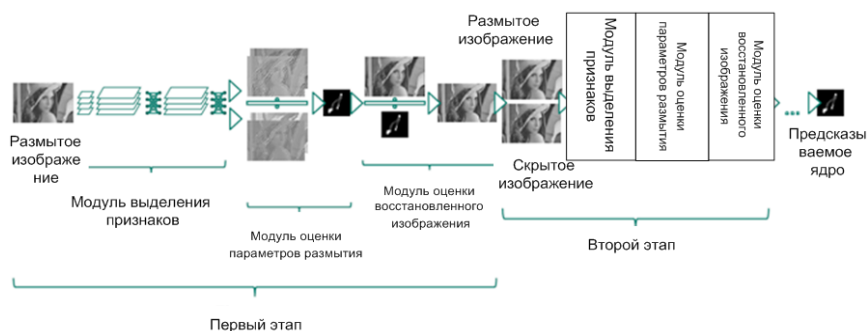 Размытое
изображе
ние
Модуль выделения
признаков
Модуль оценки
параметров размытия
Модуль оценки
восстановленного
изображения
Первый этап
Размытое
изображение
Скрытое
изображение
Модуль выделения
признаков
Модуль оценки
параметров размытия
Модуль оценки
восстановленного
изображения
Второй этап
...
Предсказы
ваемое
ядро